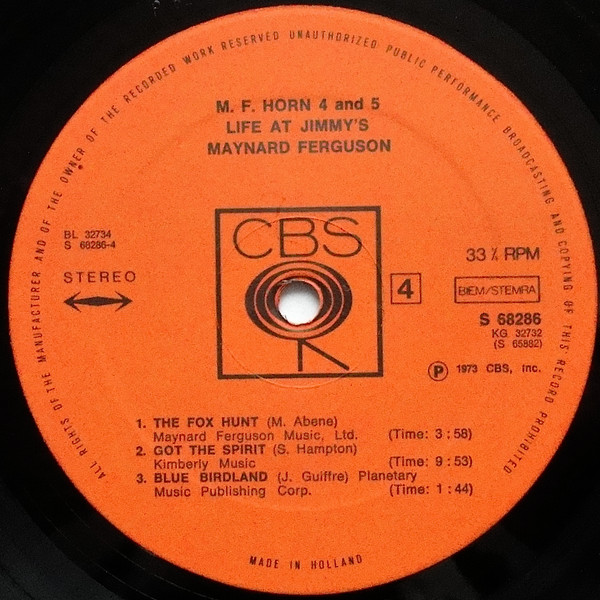 ALL RIGHTS OF THE MANUFACTURER AND OF THE OWNER OF THE RECORDED WORK RESERVED UNAUTHORIZED PUBLIC PERFORMANCE BROADCASTING AND COPYING OF THIS RECORD PROHIBITED
M. F. HORN 4 and 5
LIFE AT JIMMY'S
MAYNARD FERGUSON
BL 32734
S 68286-4
STEREO
CBS
4
33 ⅓ RPM
BIEM/STEMRA
S 68286
KG 32732
(S 65882)
Ⓟ 1973 CBS, Inc.
1. THE FOX HUNT (M. Abene)
Maynard Ferguson Music, Ltd. (Time: 3:58)
2. GOT THE SPIRIT (S. Hampton)
Kimberly Music (Time: 9:53)
3. BLUE BIRDLAND (J. Guiffre) Planetary
Music Publishing Corp. (Time: 1:44)
MADE IN HOLLAND